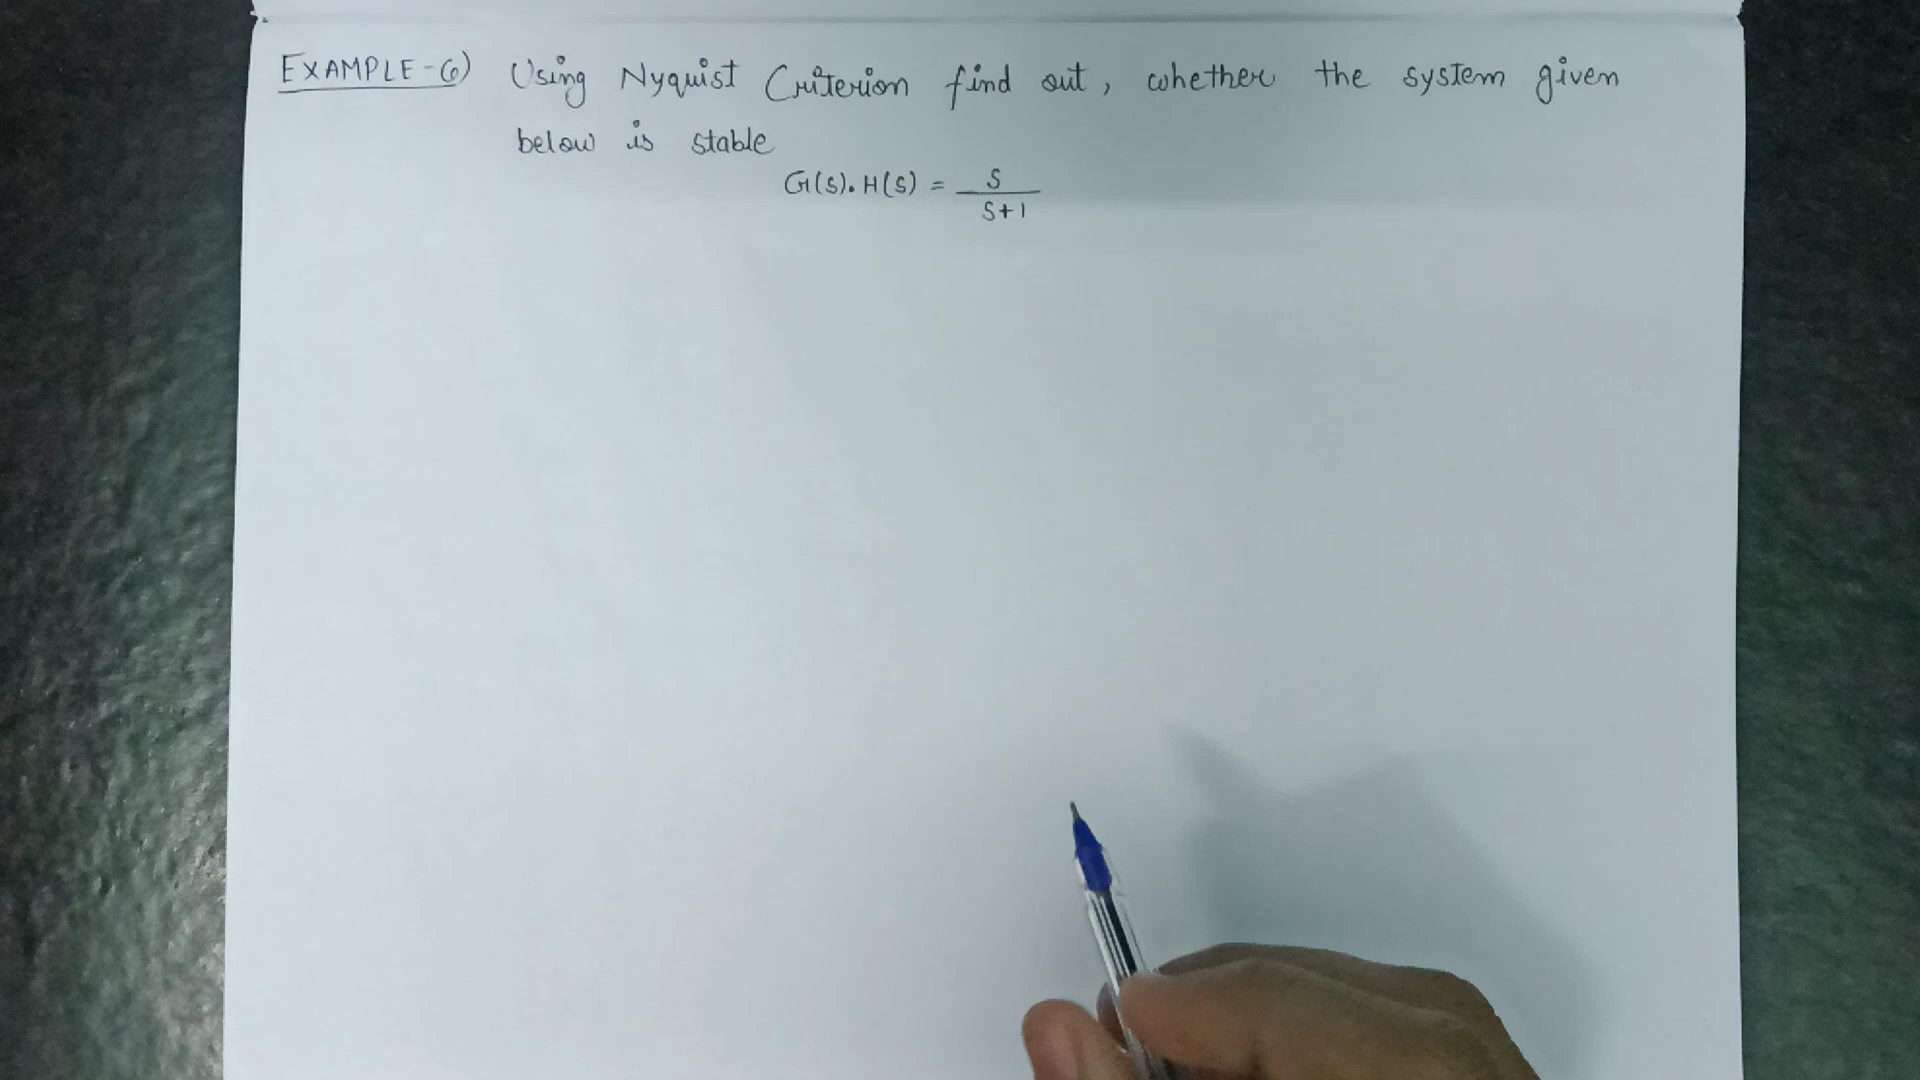 EXAMPLE-6) Using Nyquist Criterion find out, whether the system given
below is stable
G(s).H(s) = s
s+1